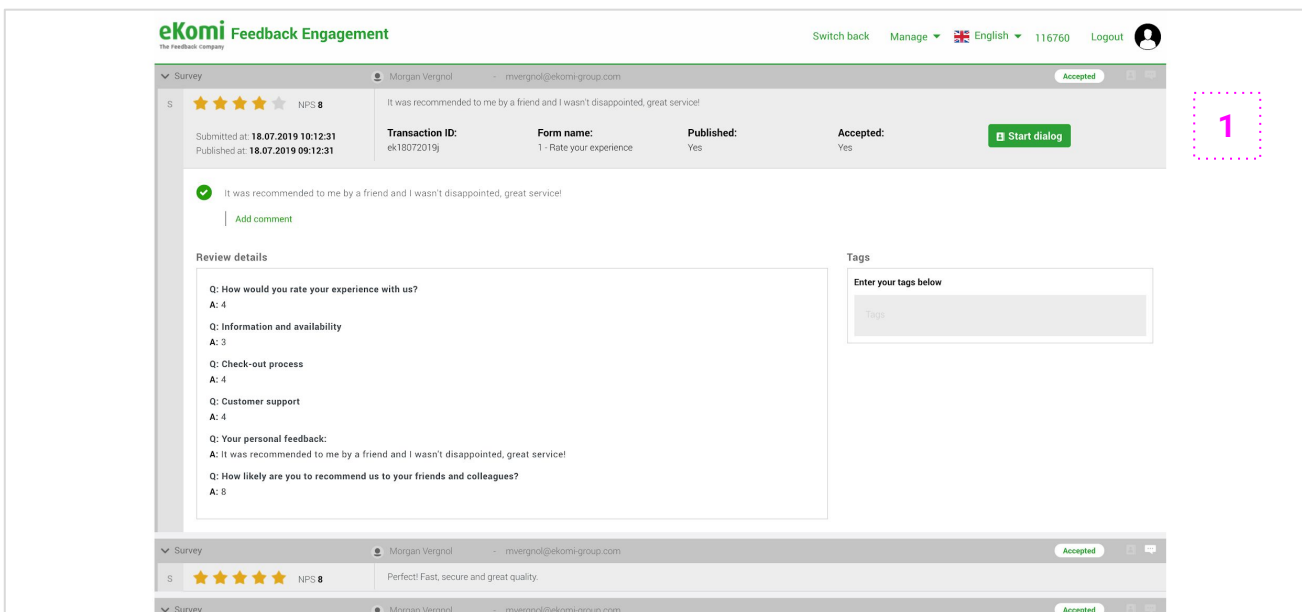 eKomi Feedback Engagement
The Feedback Company
Switch back Manage English 116760 Logout
Survey Morgan Vergnol - mvergnol@ekomi-group.com Accepted
S NPS 8 It was recommended to me by a friend and I wasn't disappointed, great service!
1
Submitted at: 18.07.2019 10:12:31
Published at: 18.07.2019 09:12:31
Transaction ID: Form name: Published: Accepted:
ek18072019j 1 - Rate your experience Yes Yes
Start dialog
It was recommended to me by a friend and I wasn't disappointed, great service!
Add comment
Review details
Q: How would you rate your experience with us?
A: 4
Q: Information and availability
A: 3
Q: Check-out process
A: 4
Q: Customer support
A: 4
Q: Your personal feedback:
A: It was recommended to me by a friend and I wasn't disappointed, great service!
Q: How likely are you to recommend us to your friends and colleagues?
A: 8
Tags
Enter your tags below
Tags
Survey Morgan Vergnol - mvergnol@ekomi-group.com Accepted
S NPS 8 Perfect! Fast, secure and great quality.
Survey Morgan Vergnol - mvergnol@ekomi-group.com Accepted